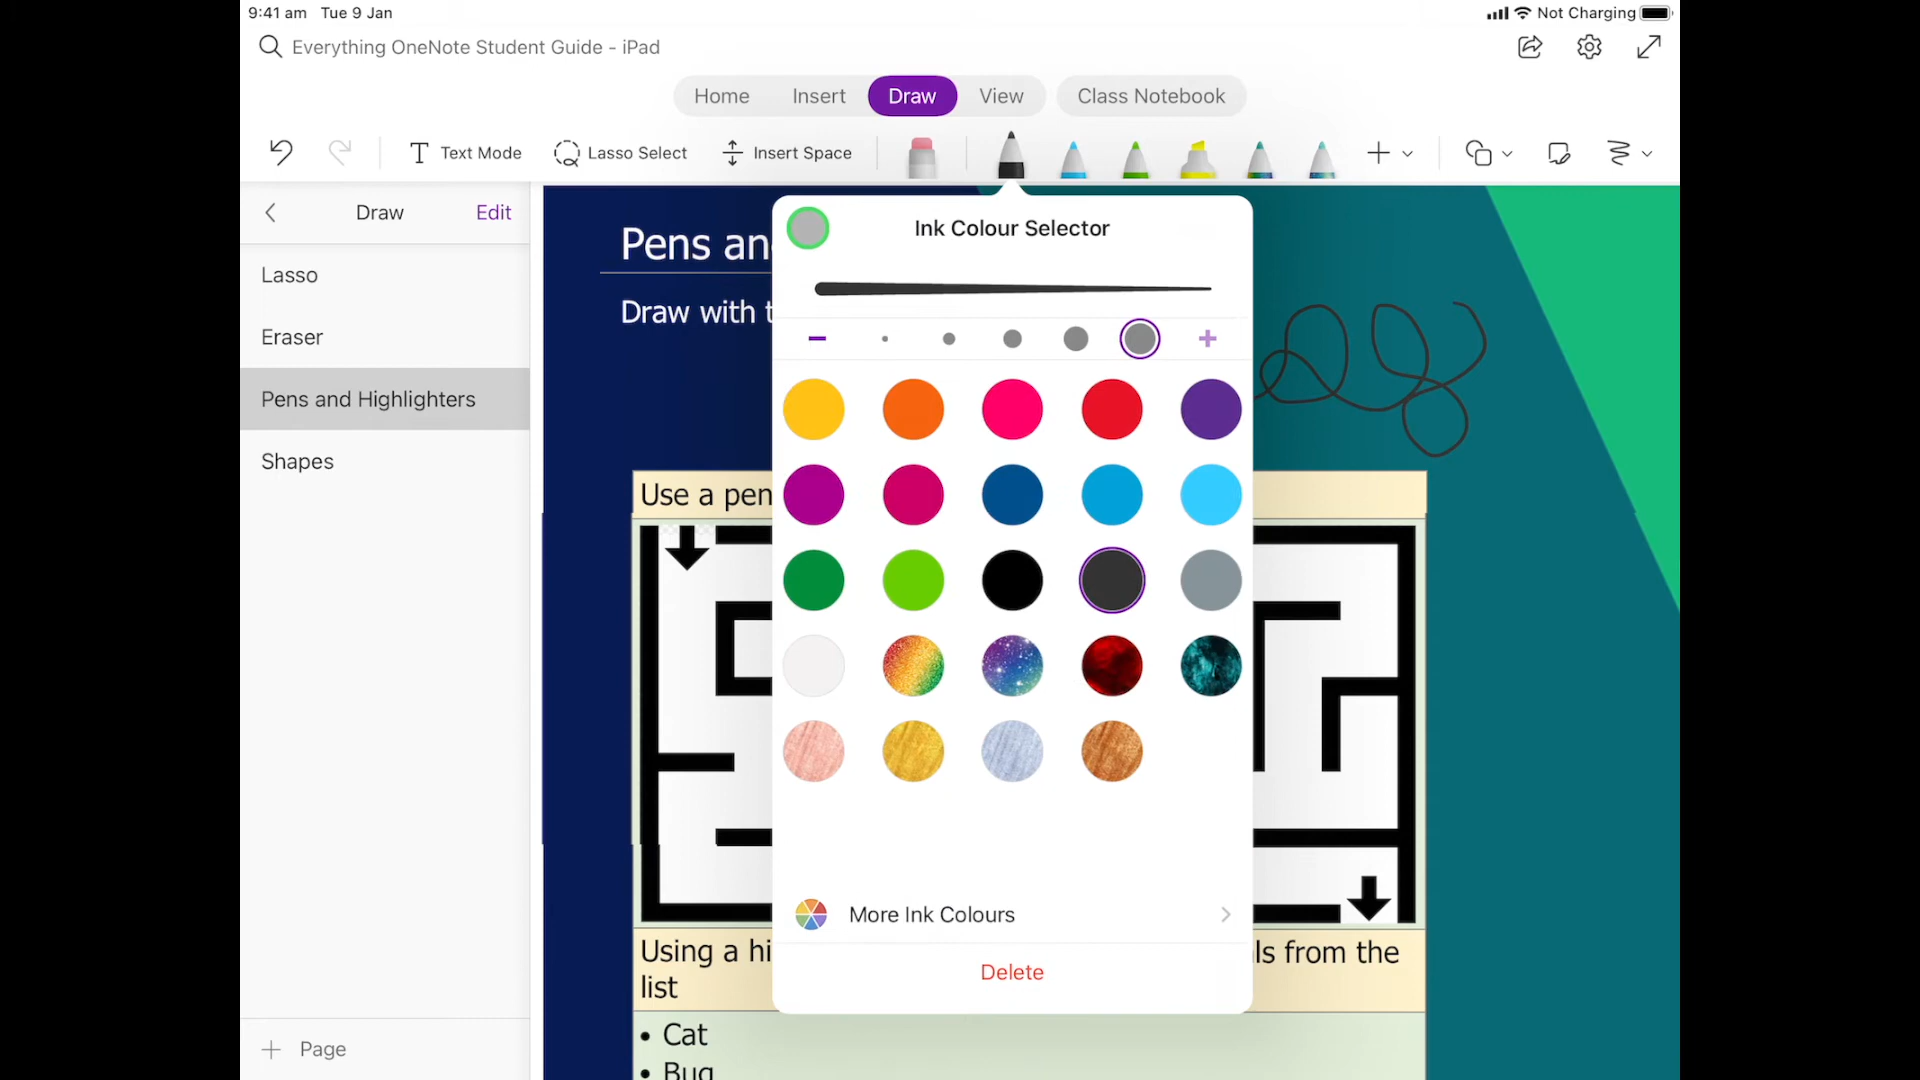 9:41 am Tue 9 Jan
Not Charging
Everything OneNote Student Guide - iPad
Home Insert Draw View Class Notebook
Text Mode Lasso Select Insert Space
Draw Edit
Lasso
Eraser
Pens and Highlighters
Shapes
Page
Pens an
Draw with t
Use a pen
Using a hi
ls from the
list
• Cat
• Bug
Ink Colour Selector
More Ink Colours
Delete